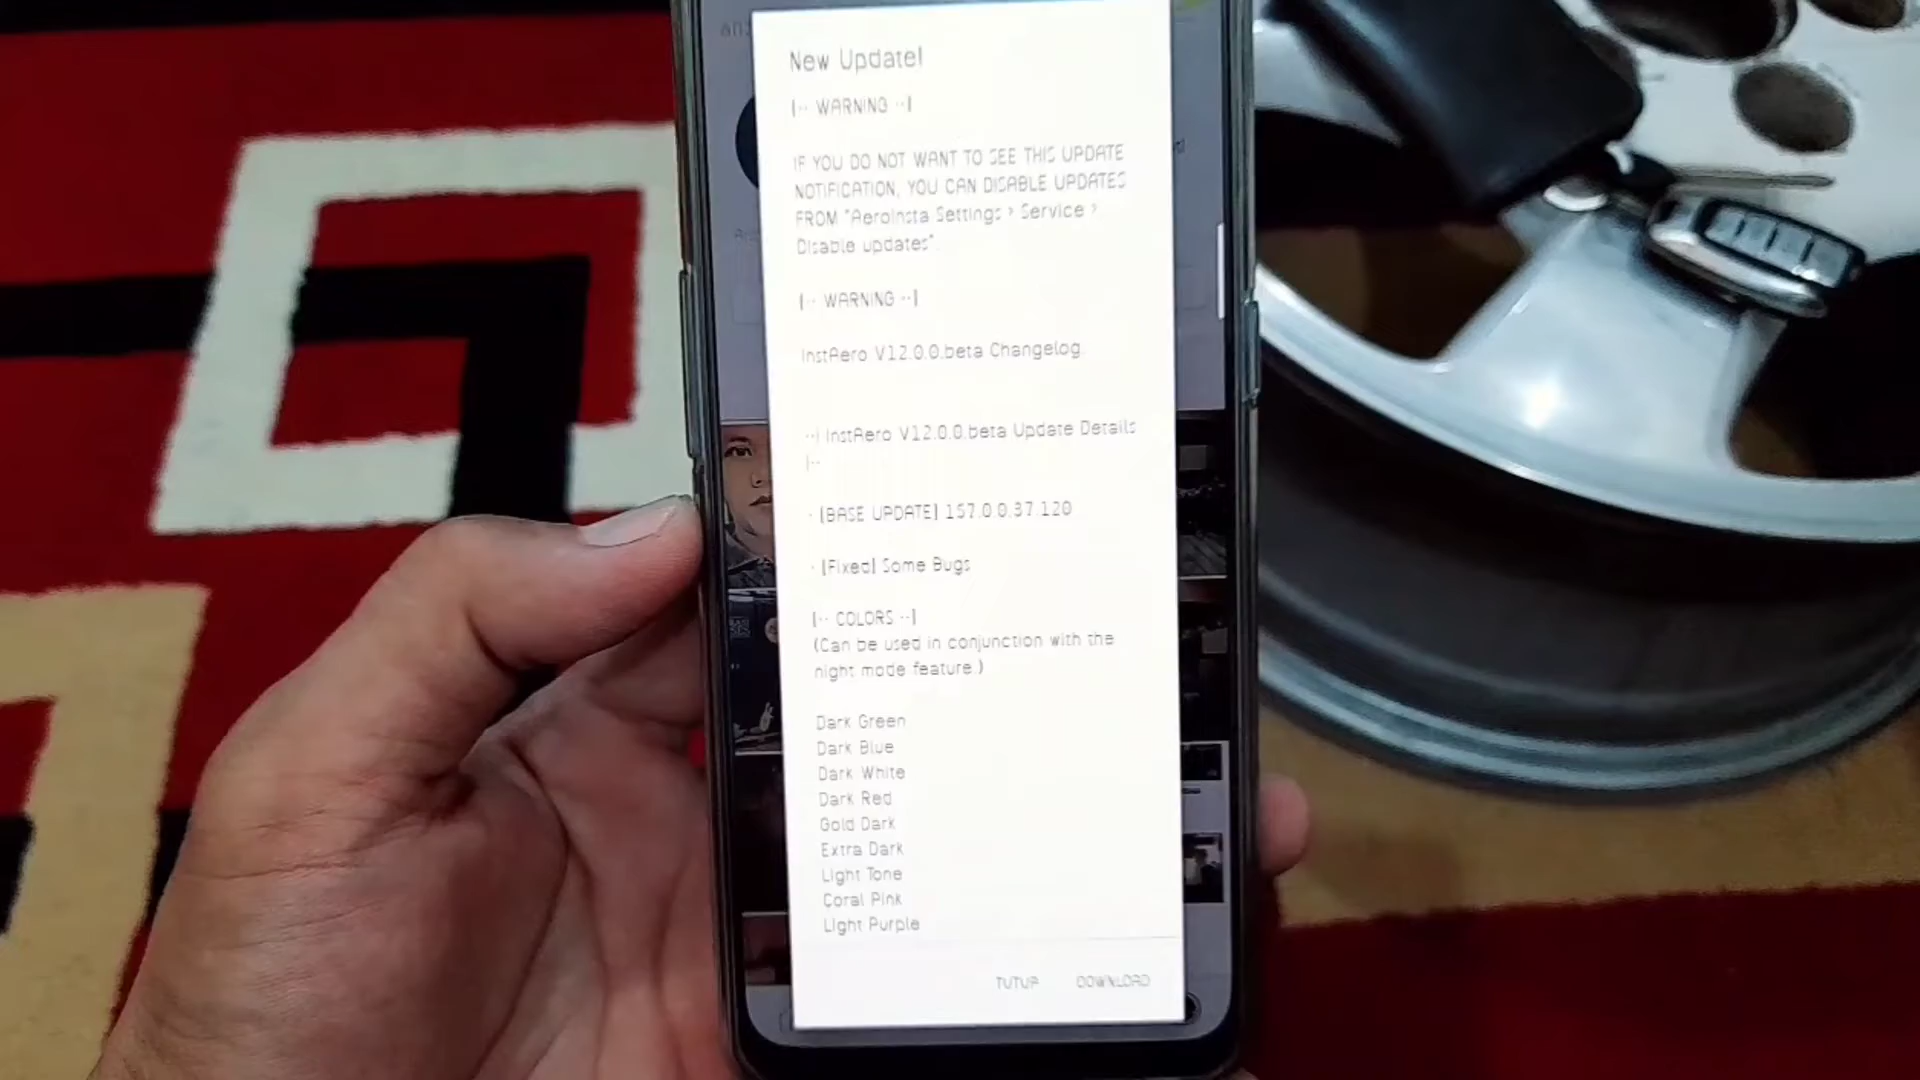 New Update!
[-- WARNING --]
IF YOU DO NOT WANT TO SEE THIS UPDATE
NOTIFICATION, YOU CAN DISABLE UPDATES
FROM "AeroInsta Settings > Service >
Disable updates".
[-- WARNING --]
InstAero V12.0.0.beta Changelog.
--[ InstAero V12.0.0.beta Update Details
]--
- [BASE UPDATE] 157.0.0.37.120
- [Fixed] Some Bugs
[-- COLORS --]
(Can be used in conjunction with the
night mode feature.)
Dark Green
Dark Blue
Dark White
Dark Red
Gold Dark
Extra Dark
Light Tone
Coral Pink
Light Purple
TUTUP DOWNLOAD